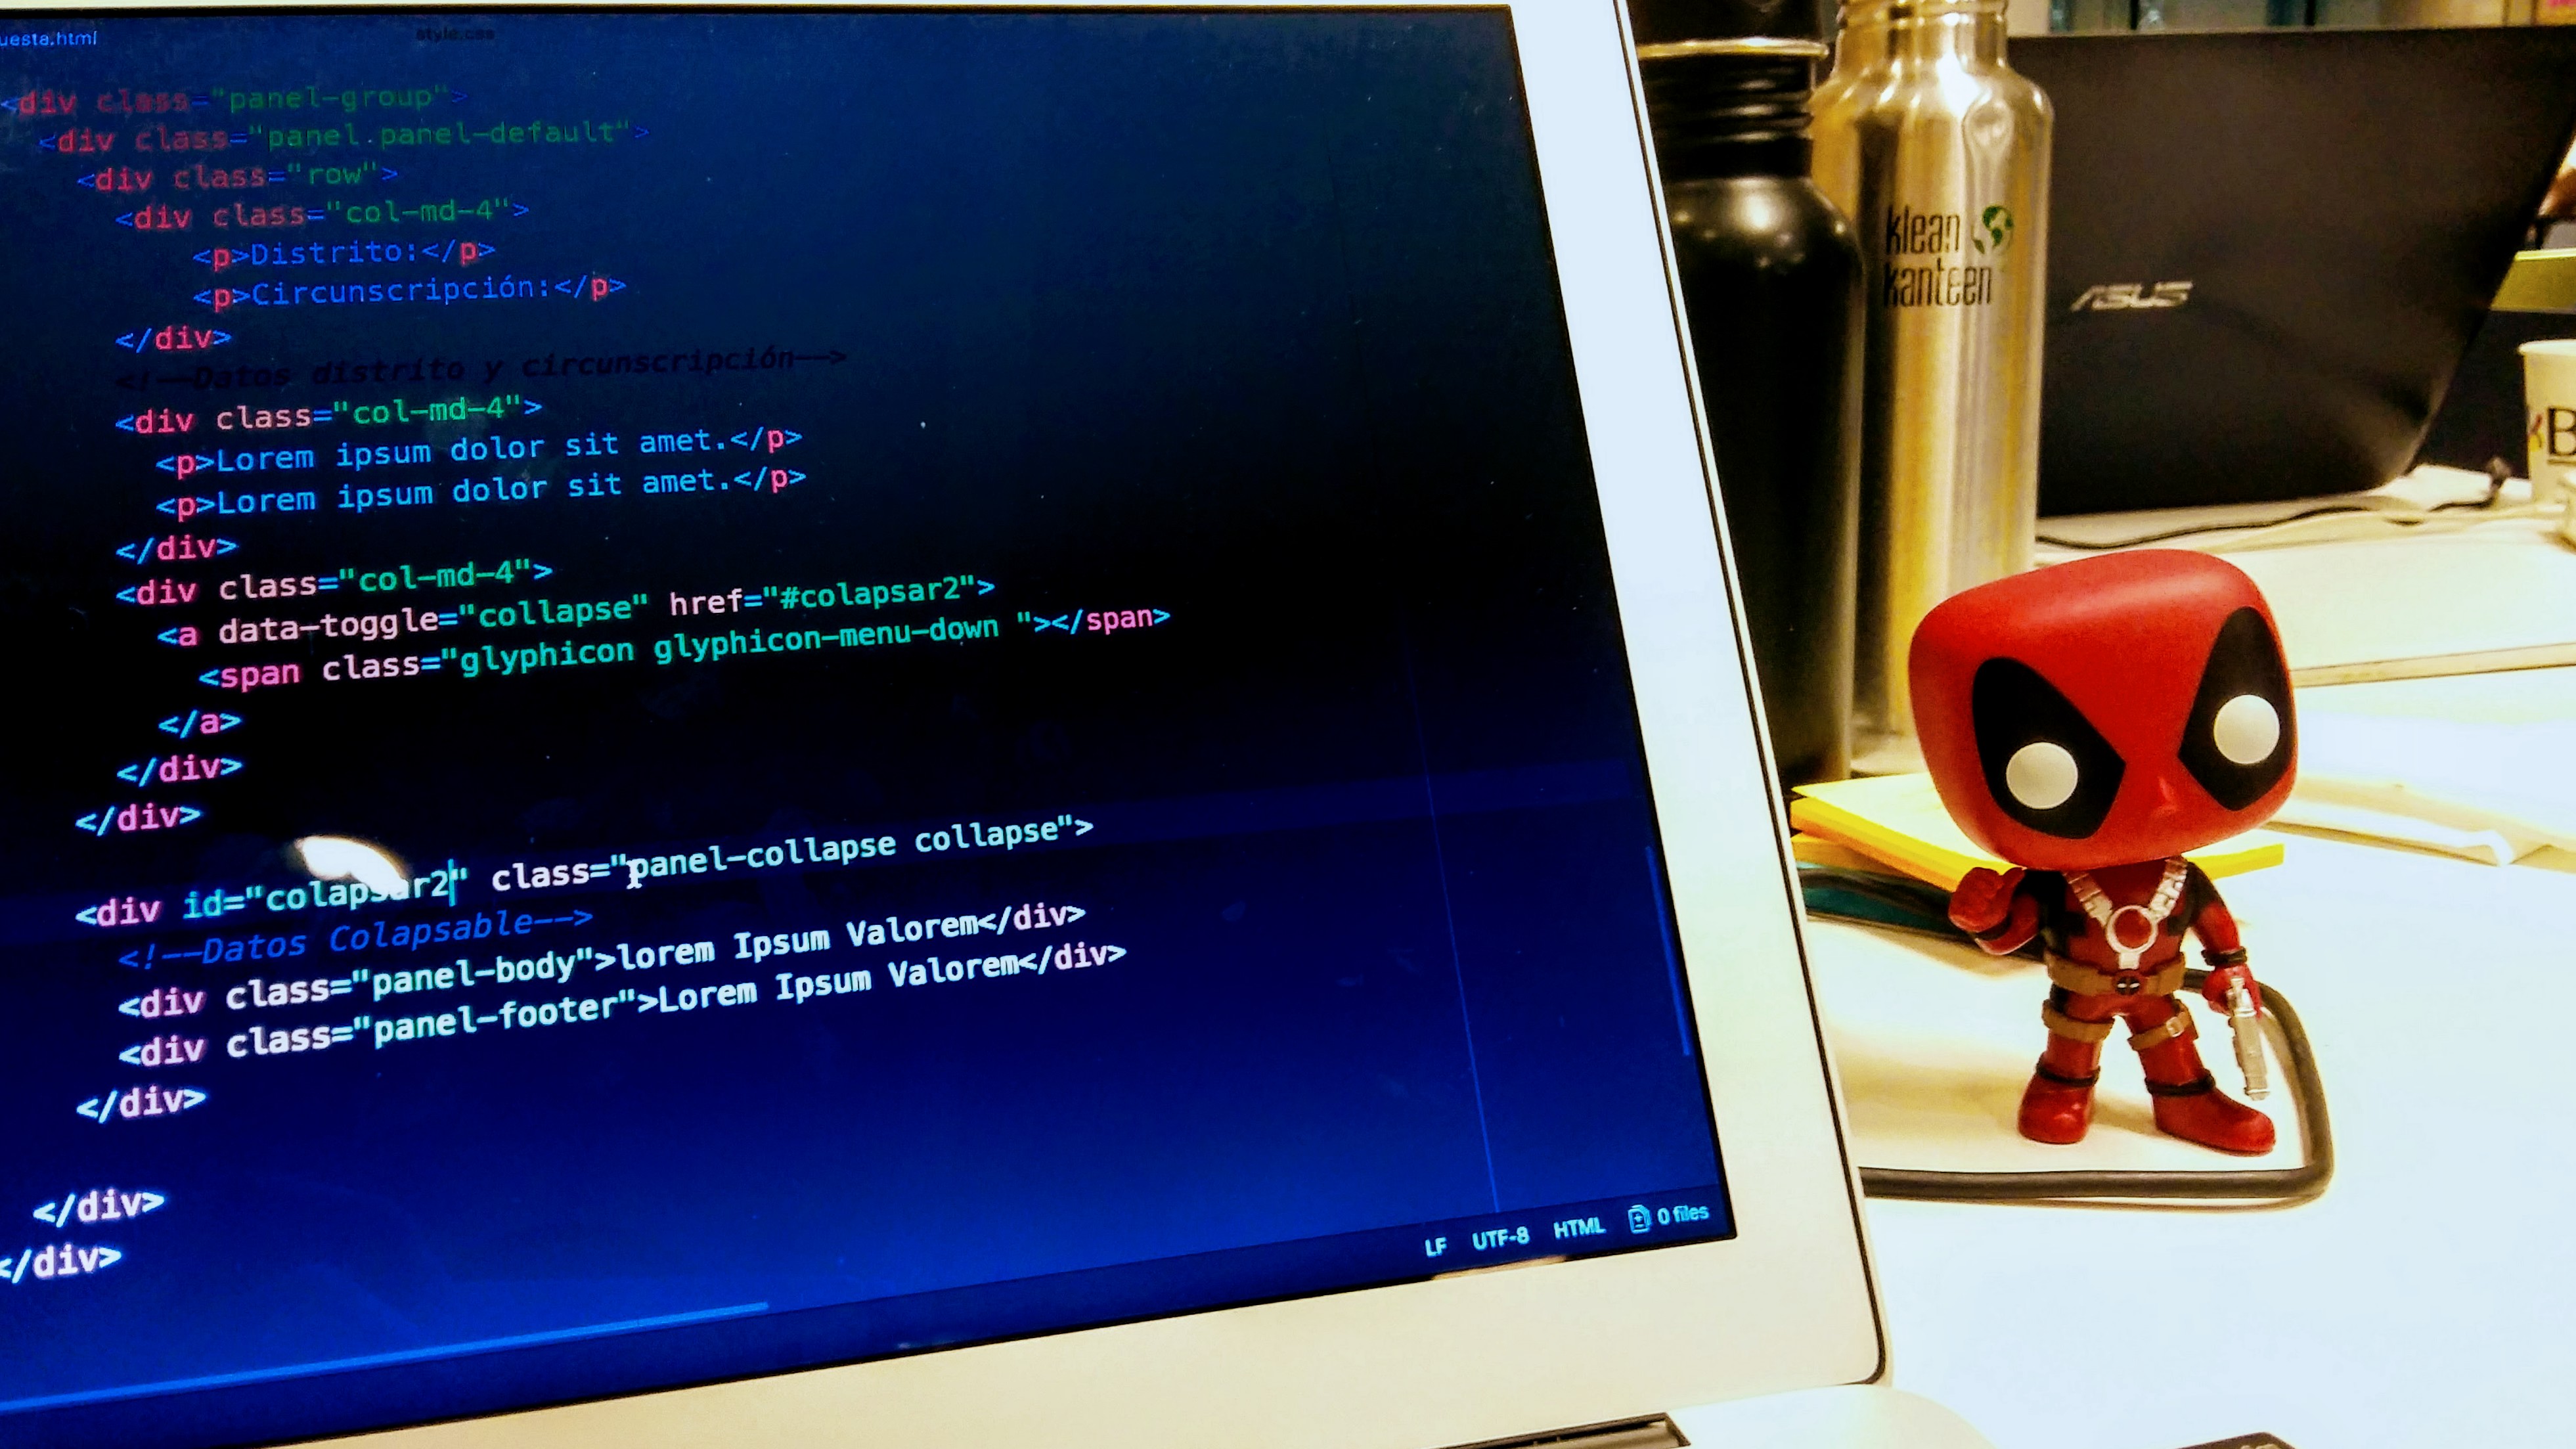 uesta.html
style.css
<div class="panel-group">
<div class="panel.panel-default">
<div class="row">
<div class="col-md-4">
<p>Distrito:</p>
<p>Circunscripción:</p>
</div>
<!--Datos distrito y circunscripción-->
<div class="col-md-4">
<p>Lorem ipsum dolor sit amet.</p>
<p>Lorem ipsum dolor sit amet.</p>
</div>
<div class="col-md-4">
<a data-toggle="collapse" href="#colapsar2">
<span class="glyphicon glyphicon-menu-down "></span>
</a>
</div>
</div>
<div id="colapsar2" class="panel-collapse collapse">
<!--Datos Colapsable-->
<div class="panel-body">lorem Ipsum Valorem</div>
<div class="panel-footer">Lorem Ipsum Valorem</div>
</div>
</div>
</div>
LF UTF-8 HTML 0 files
klean
kanteen
ASUS
B